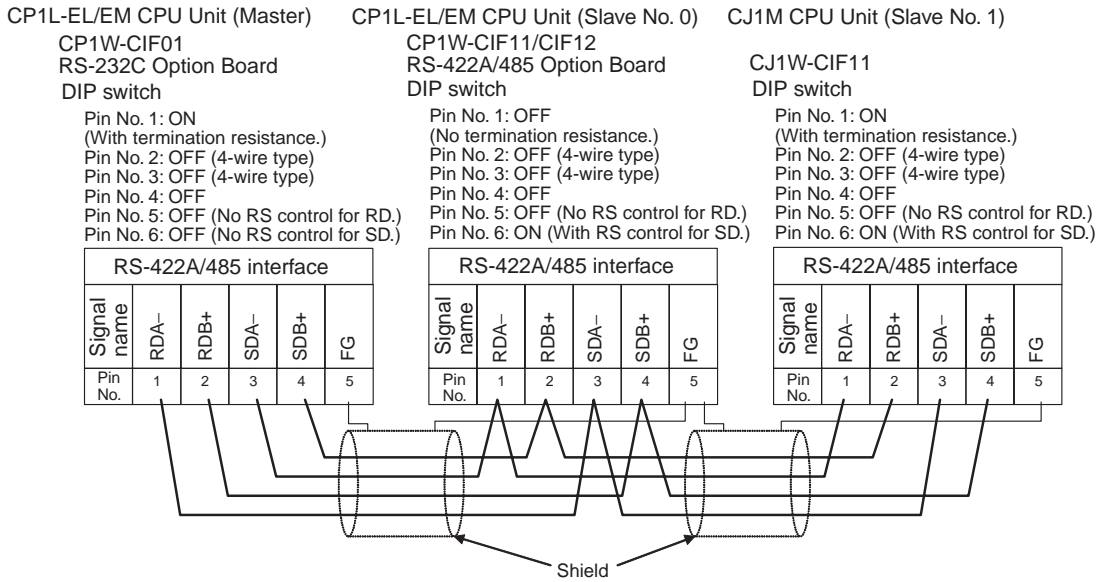 CP1L-EL/EM CPU Unit (Master)
CP1W-CIF01
RS-232C Option Board
DIP switch
Pin No. 1: ON
(With termination resistance.)
Pin No. 2: OFF (4-wire type)
Pin No. 3: OFF (4-wire type)
Pin No. 4: OFF
Pin No. 5: OFF (No RS control for RD.)
Pin No. 6: OFF (No RS control for SD.)
RS-422A/485 interface
Signal name RDA− RDB+ SDA− SDB+ FG
Pin No. 1 2 3 4 5
CP1L-EL/EM CPU Unit (Slave No. 0)
CP1W-CIF11/CIF12
RS-422A/485 Option Board
DIP switch
Pin No. 1: OFF
(No termination resistance.)
Pin No. 2: OFF (4-wire type)
Pin No. 3: OFF (4-wire type)
Pin No. 4: OFF
Pin No. 5: OFF (No RS control for RD.)
Pin No. 6: ON (With RS control for SD.)
RS-422A/485 interface
Signal name RDA− RDB+ SDA− SDB+ FG
Pin No. 1 2 3 4 5
CJ1M CPU Unit (Slave No. 1)
CJ1W-CIF11
DIP switch
Pin No. 1: ON
(With termination resistance.)
Pin No. 2: OFF (4-wire type)
Pin No. 3: OFF (4-wire type)
Pin No. 4: OFF
Pin No. 5: OFF (No RS control for RD.)
Pin No. 6: ON (With RS control for SD.)
RS-422A/485 interface
Signal name RDA− RDB+ SDA− SDB+ FG
Pin No. 1 2 3 4 5
Shield